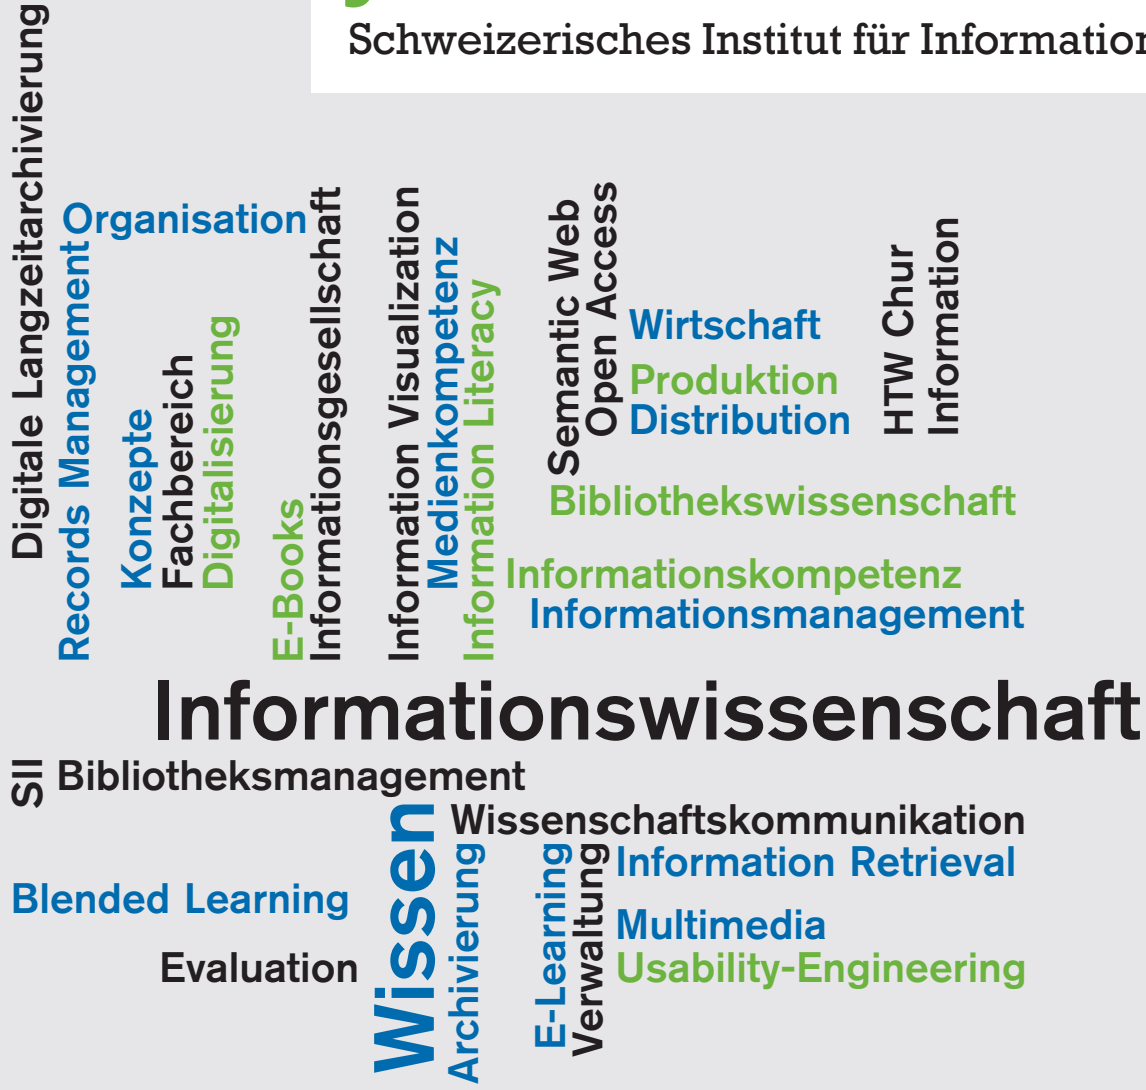 Schweizerisches Institut für Information
Digitale Langzeitarchivierung
Organisation
Records Management
Konzepte
Fachbereich
Digitalisierung
E-Books
Informationsgesellschaft
Information Visualization
Medienkompetenz
Information Literacy
Semantic Web
Open Access
Wirtschaft
Produktion
Distribution
HTW Chur
Information
Bibliothekswissenschaft
Informationskompetenz
Informationsmanagement
Informationswissenschaft
SII
Bibliotheksmanagement
Wissenschaftskommunikation
Wissen
Archivierung
E-Learning
Verwaltung
Information Retrieval
Blended Learning
Multimedia
Evaluation
Usability-Engineering